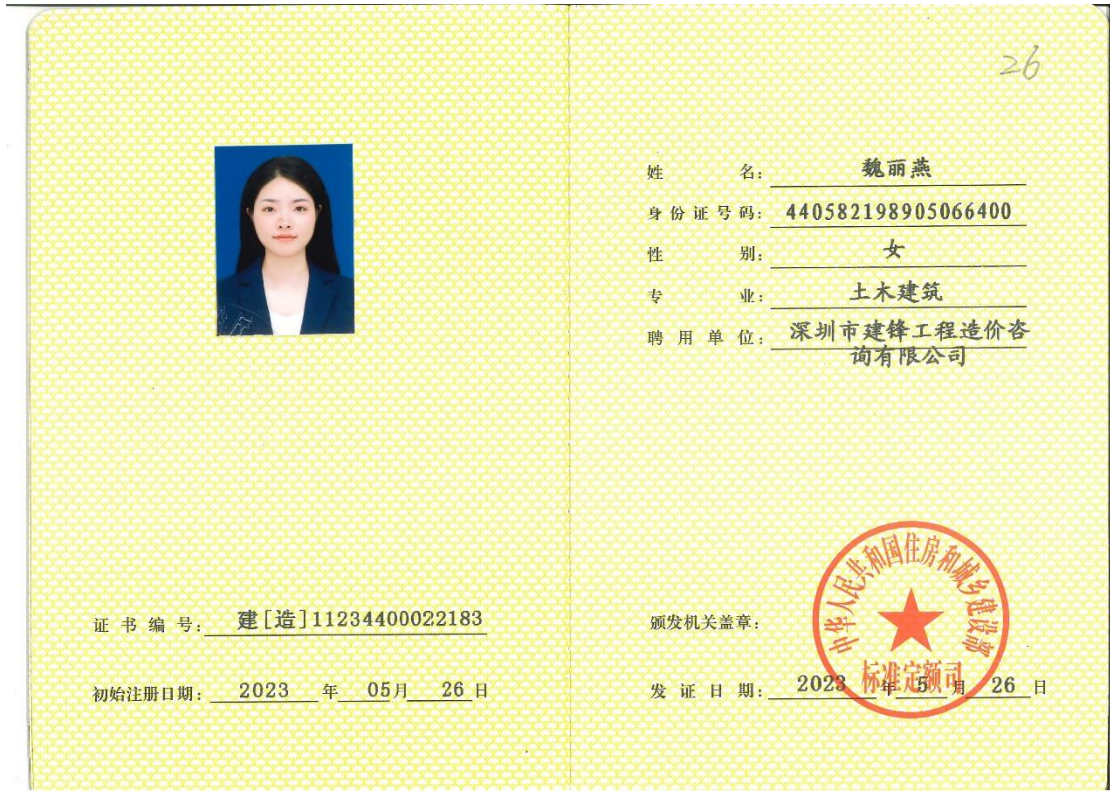 26
姓 名: 魏丽燕
身份证号码: 440582198905066400
性 别: 女
专 业: 土木建筑
聘用单位: 深圳市建锋工程造价咨
询有限公司
证书编号: 建[造]11234400022183
初始注册日期: 2023 年 05月 26 日
颁发机关盖章:
中华人民共和国住房和城乡建设部
标准定额司
发证日期: 2023 年 5 月 26 日